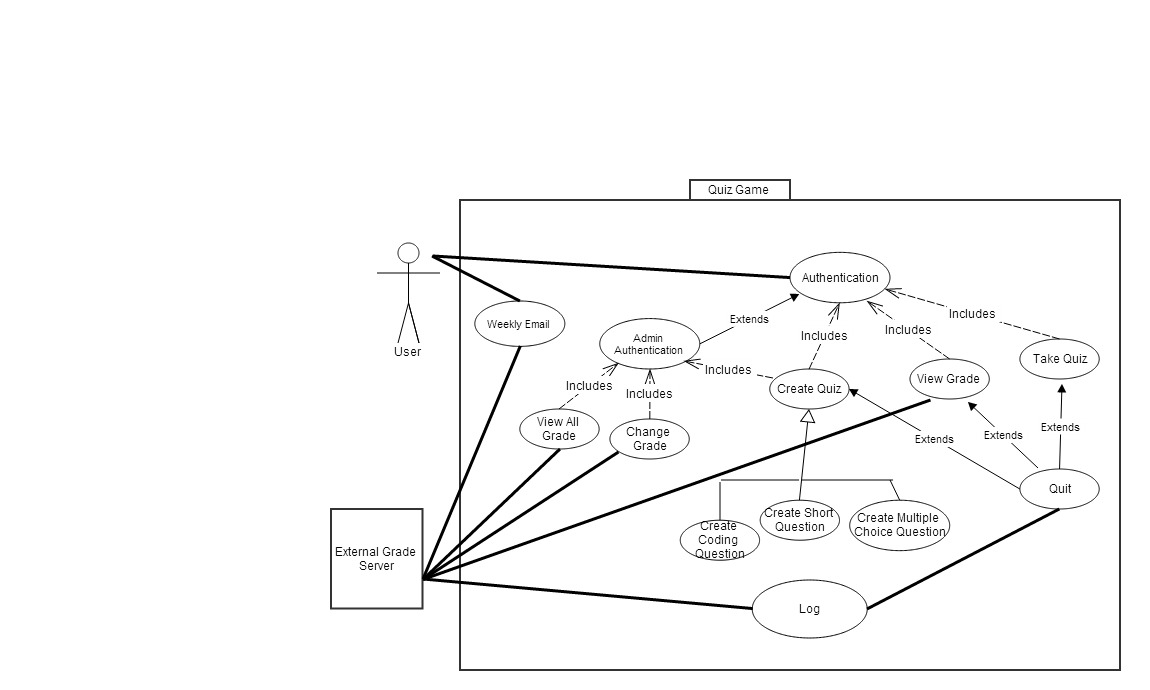 Quiz Game
User
Authentication
Weekly Email
Admin
Authentication
Extends
Includes
Includes
Includes
Take Quiz
Includes
View Grade
Create Quiz
Includes
Includes
View All
Grade
Change
Grade
Extends
Extends
Extends
Quit
Create Short
Question
Create Multiple
Choice Question
Create
Coding
Question
External Grade
Server
Log